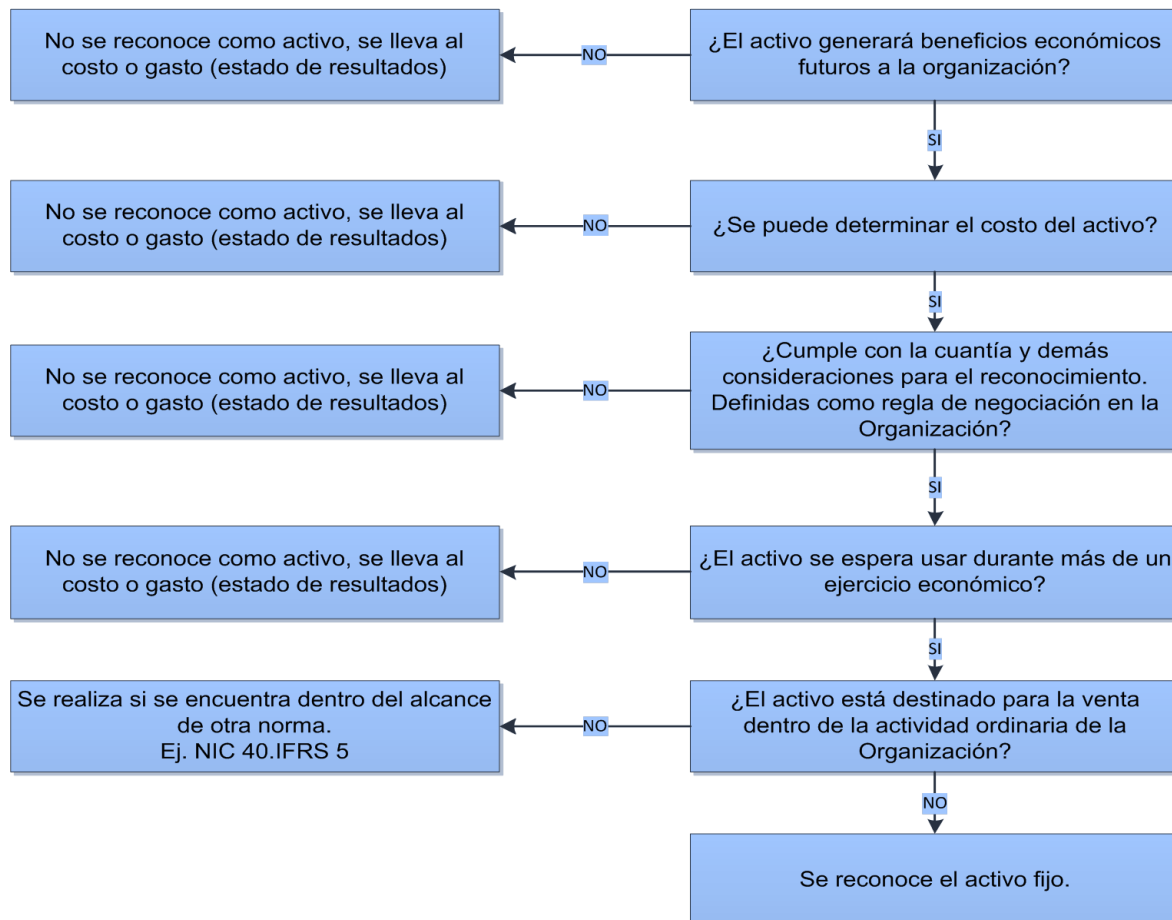 No se reconoce como activo, se lleva al
costo o gasto (estado de resultados)
NO
¿El activo generará beneficios económicos
futuros a la organización?
SI
No se reconoce como activo, se lleva al
costo o gasto (estado de resultados)
NO
¿Se puede determinar el costo del activo?
SI
No se reconoce como activo, se lleva al
costo o gasto (estado de resultados)
NO
¿Cumple con la cuantía y demás
consideraciones para el reconocimiento.
Definidas como regla de negociación en la
Organización?
SI
No se reconoce como activo, se lleva al
costo o gasto (estado de resultados)
NO
¿El activo se espera usar durante más de un
ejercicio económico?
SI
Se realiza si se encuentra dentro del alcance
de otra norma.
Ej. NIC 40.IFRS 5
NO
¿El activo está destinado para la venta
dentro de la actividad ordinaria de la
Organización?
NO
Se reconoce el activo fijo.